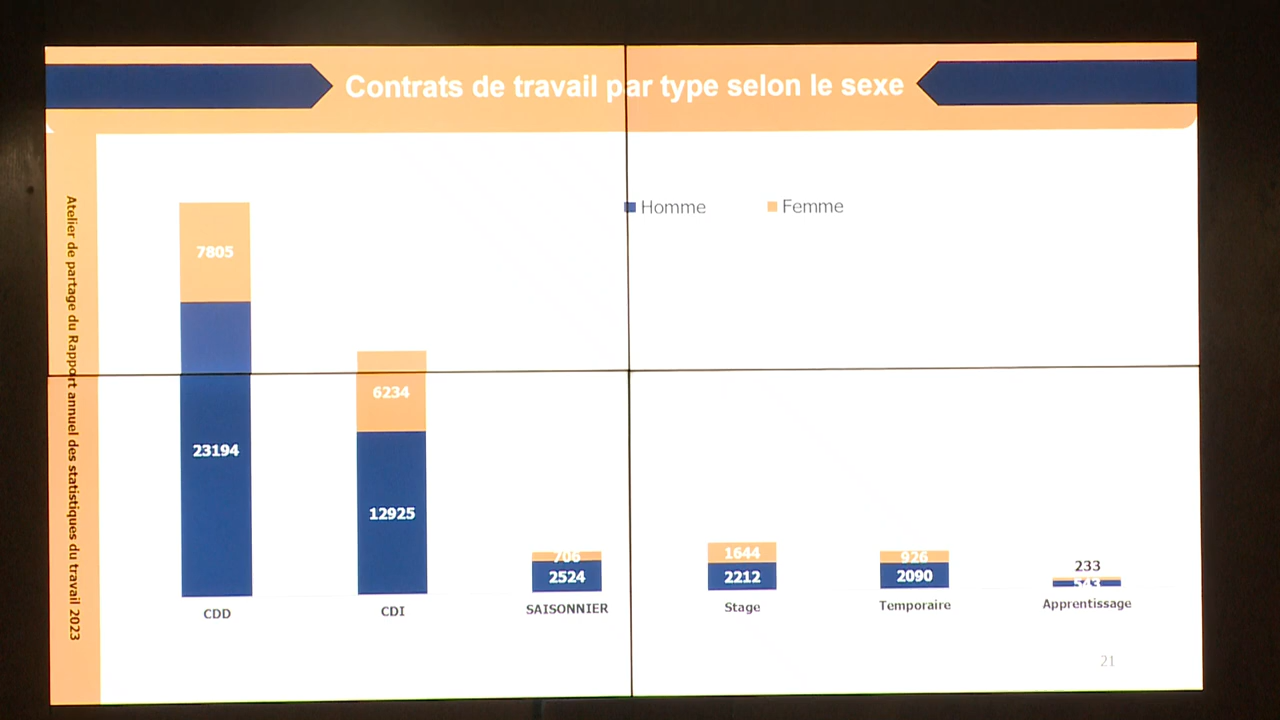 Contrats de travail par type selon le sexe
Atelier de partage du Rapport annuel des statistiques du travail 2023
Homme
Femme
7805
23194
6234
12925
706
2524
1644
2212
926
2090
233
543
CDD
CDI
SAISONNIER
Stage
Temporaire
Apprentissage
21